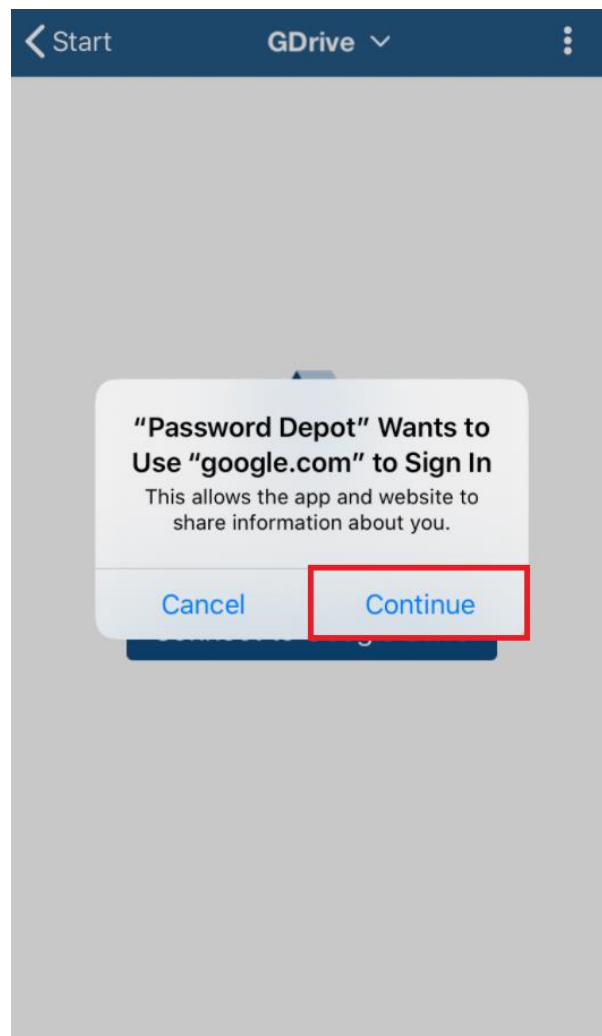 Start
GDrive
"Password Depot" Wants to
Use "google.com" to Sign In
This allows the app and website to
share information about you.
Cancel
Continue